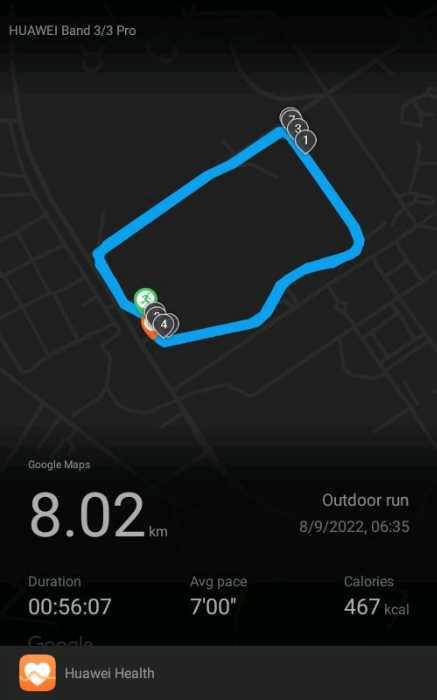 HUAWEI Band 3/3 Pro
7
3
1
4
Google Maps
8.02 km
Outdoor run
8/9/2022, 06:35
Duration Avg pace Calories
00:56:07 7'00" 467 kcal
Google
Huawei Health